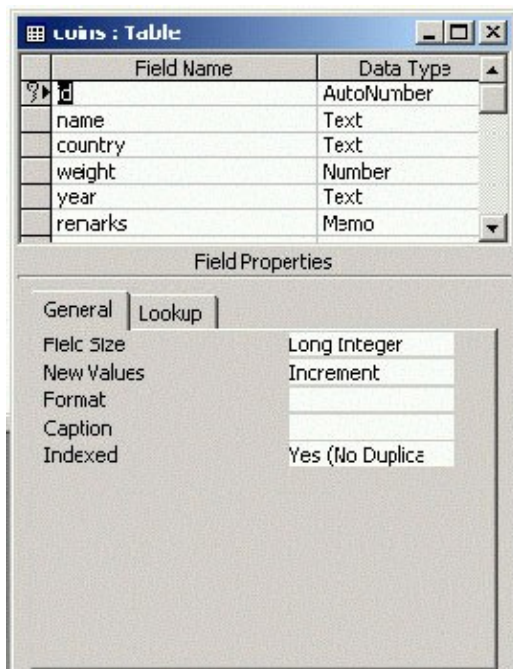 coins : Table
Field Name Data Type
id AutoNumber
name Text
country Text
weight Number
year Text
remarks Memo
Field Properties
General Lookup
Field Size Long Integer
New Values Increment
Format
Caption
Indexed Yes (No Duplica